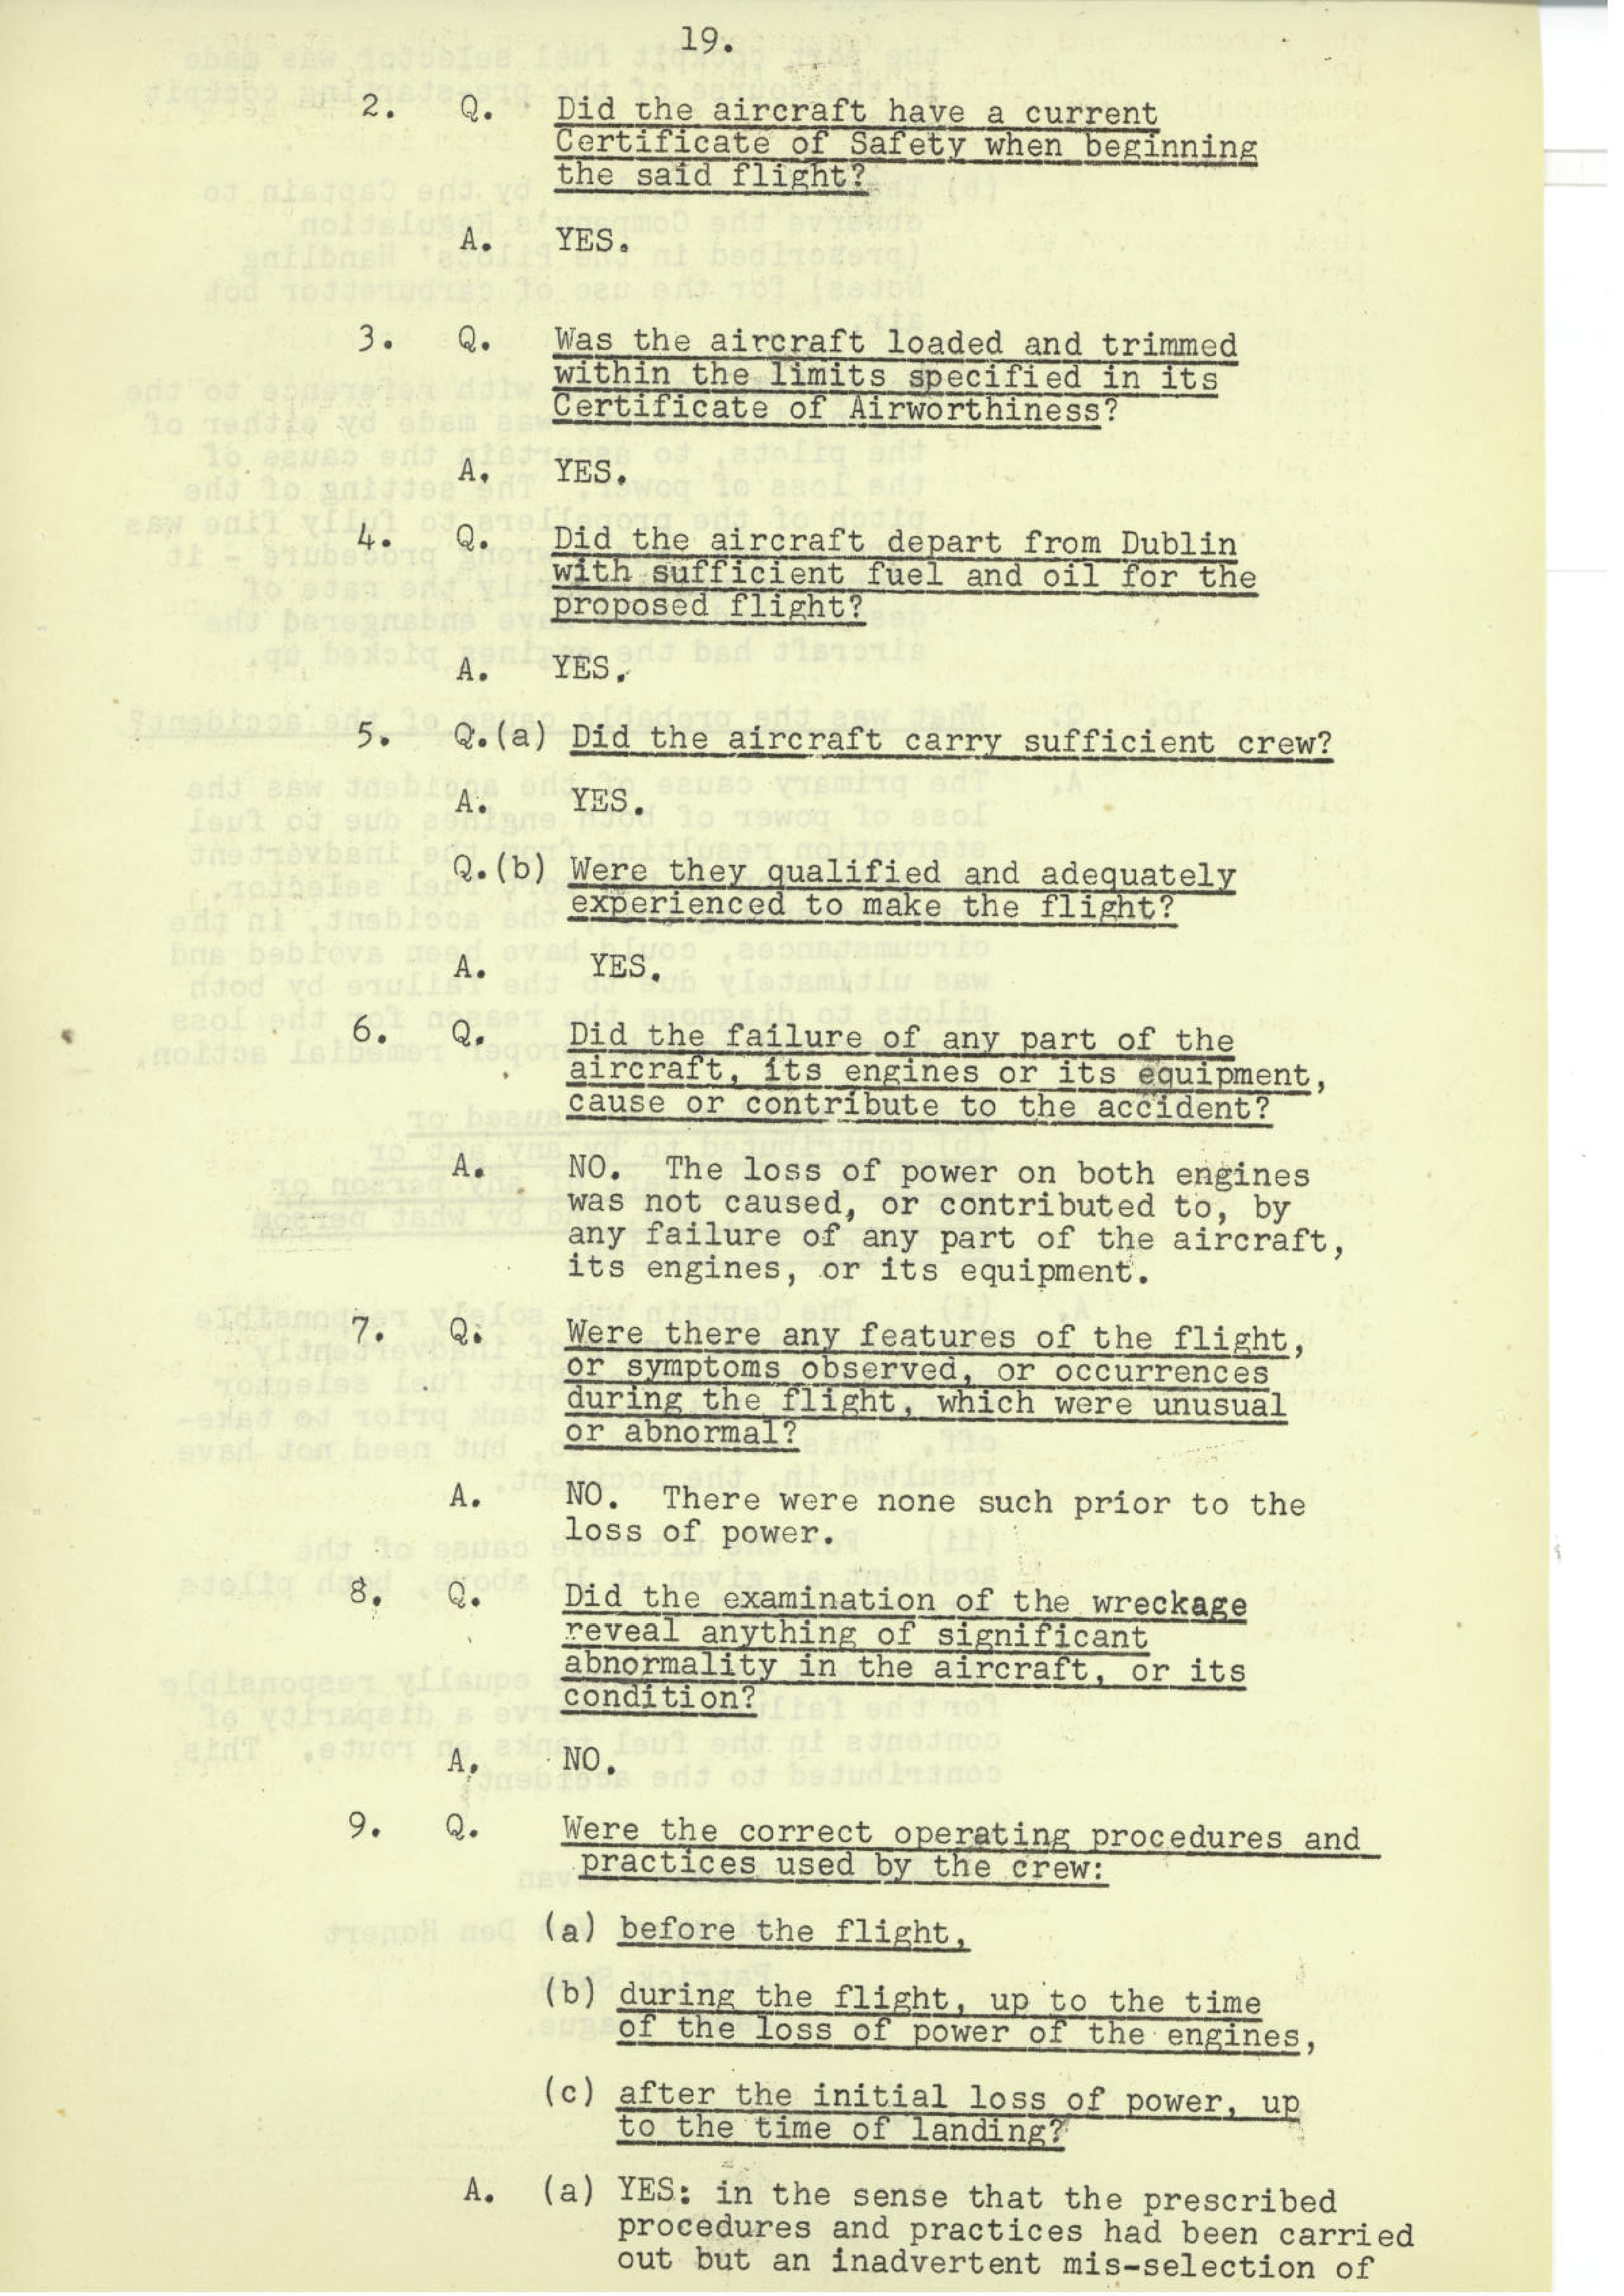 19.
2. Q. Did the aircraft have a current
Certificate of Safety when beginning
the said flight?
A. YES.
3. Q. Was the aircraft loaded and trimmed
within the limits specified in its
Certificate of Airworthiness?
A. YES.
4. Q. Did the aircraft depart from Dublin
with sufficient fuel and oil for the
proposed flight?
A. YES.
5. Q.(a) Did the aircraft carry sufficient crew?
A. YES.
Q.(b) Were they qualified and adequately
experienced to make the flight?
A. YES.
6. Q. Did the failure of any part of the
aircraft, its engines or its equipment,
cause or contribute to the accident?
A. NO. The loss of power on both engines
was not caused, or contributed to, by
any failure of any part of the aircraft,
its engines, or its equipment.
7. Q. Were there any features of the flight,
or symptoms observed, or occurrences
during the flight, which were unusual
or abnormal?
A. NO. There were none such prior to the
loss of power.
8. Q. Did the examination of the wreckage
reveal anything of significant
abnormality in the aircraft, or its
condition?
A. NO.
9. Q. Were the correct operating procedures and
practices used by the crew:
(a) before the flight,
(b) during the flight, up to the time
of the loss of power of the engines,
(c) after the initial loss of power, up
to the time of landing?
A. (a) YES: in the sense that the prescribed
procedures and practices had been carried
out but an inadvertent mis-selection of